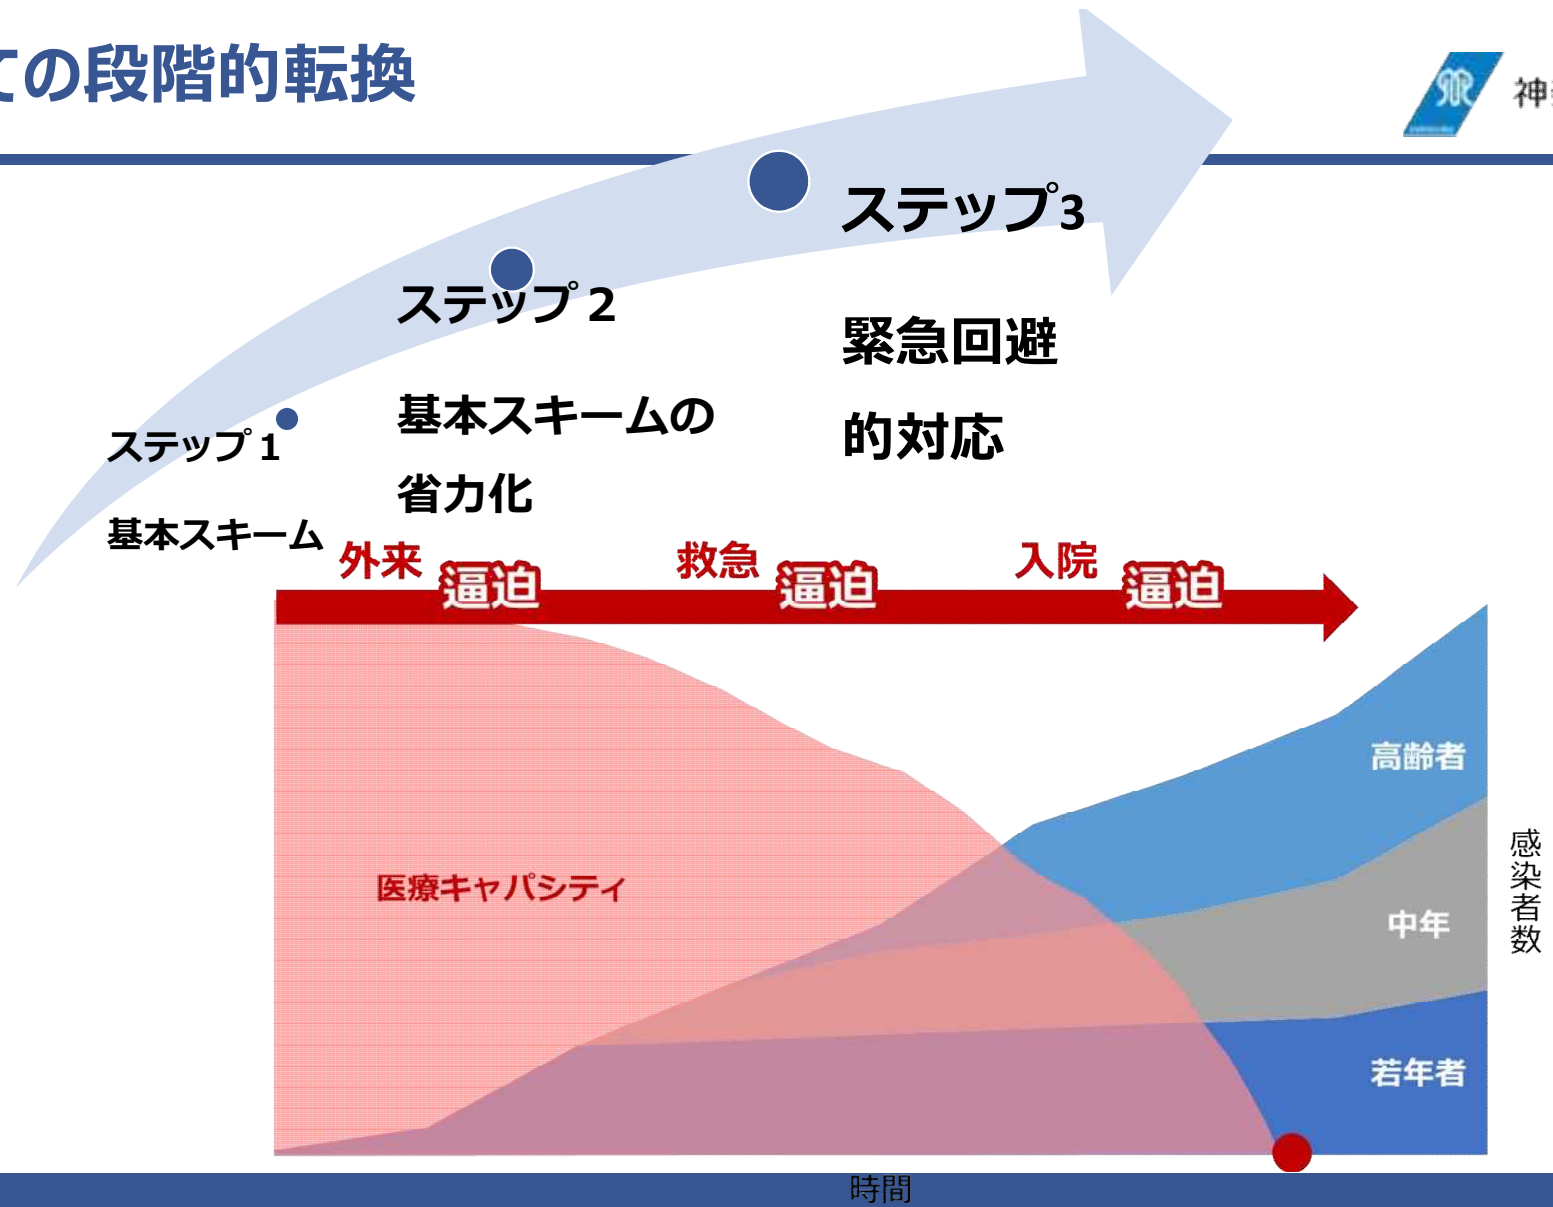 ての段階的転換
神
ステップ3
緊急回避
的対応
ステップ２
基本スキームの
省力化
ステップ１
基本スキーム
外来 逼迫
救急 逼迫
入院 逼迫
医療キャパシティ
高齢者
中年
若年者
感染者数
時間